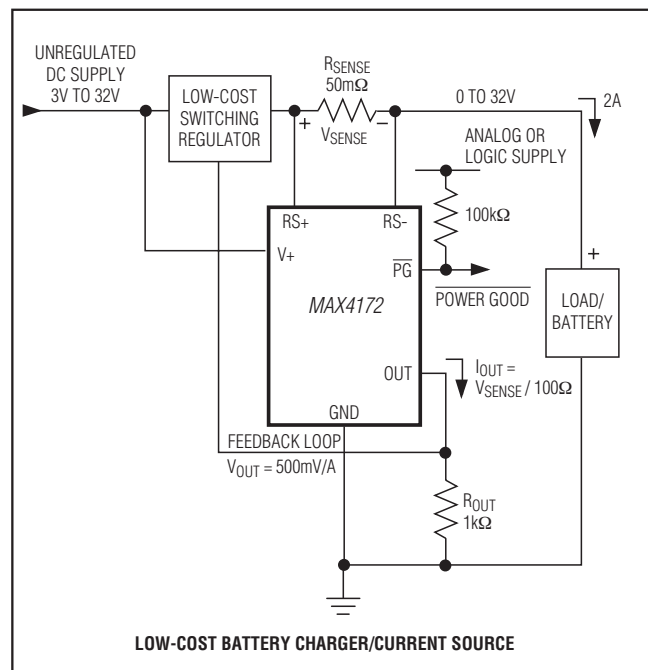 UNREGULATED
DC SUPPLY
3V TO 32V
LOW-COST
SWITCHING
REGULATOR
RSENSE
50mΩ
+ −
VSENSE
0 TO 32V
2A
ANALOG OR
LOGIC SUPPLY
100kΩ
RS+
RS-
V+
PG
POWER GOOD
MAX4172
+
LOAD/
BATTERY
OUT
IOUT =
VSENSE / 100Ω
GND
FEEDBACK LOOP
VOUT = 500mV/A
ROUT
1kΩ
LOW-COST BATTERY CHARGER/CURRENT SOURCE